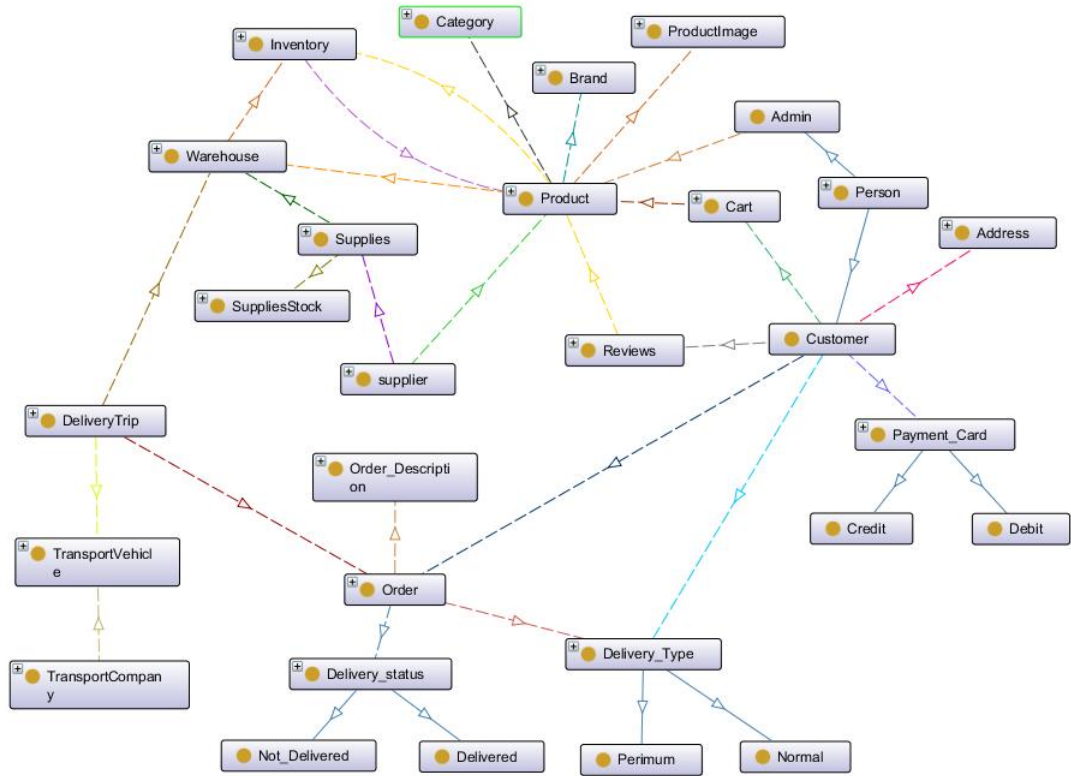 Category
ProductImage
Inventory
Brand
Admin
Warehouse
Product
Person
Cart
Supplies
Address
SuppliesStock
Customer
Reviews
supplier
DeliveryTrip
Payment_Card
Order_Descripti
on
Credit
Debit
TransportVehicl
e
Order
Delivery_Type
TransportCompan
y
Delivery_status
Not_Delivered
Delivered
Perimum
Normal